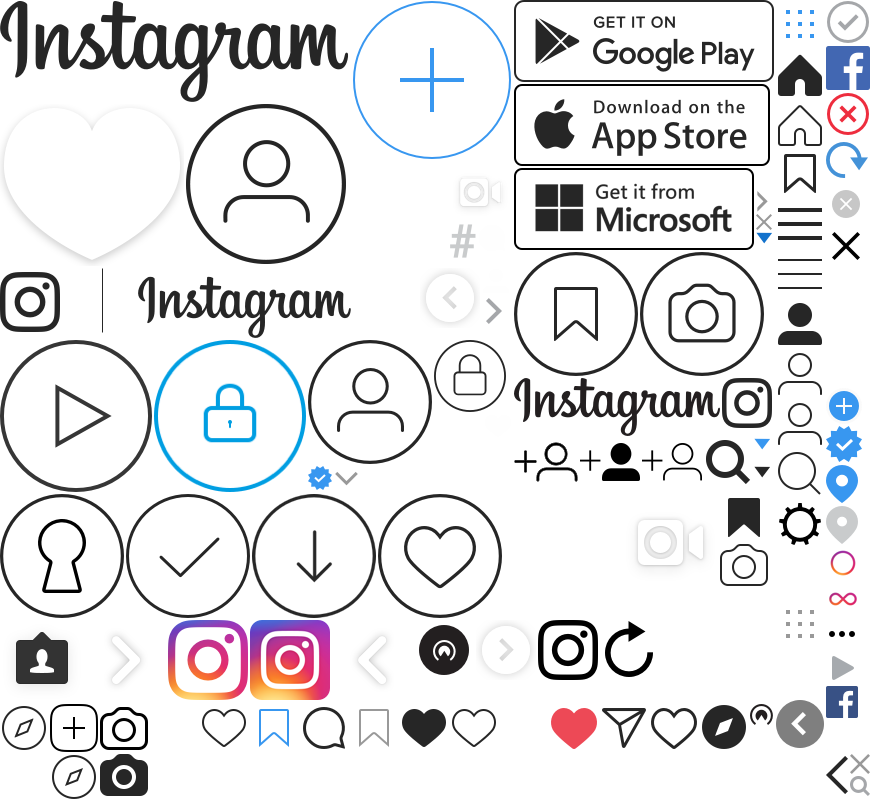 Instagram
GET IT ON
Google Play
Download on the
App Store
Get it from
Microsoft
#
Instagram
Instagram